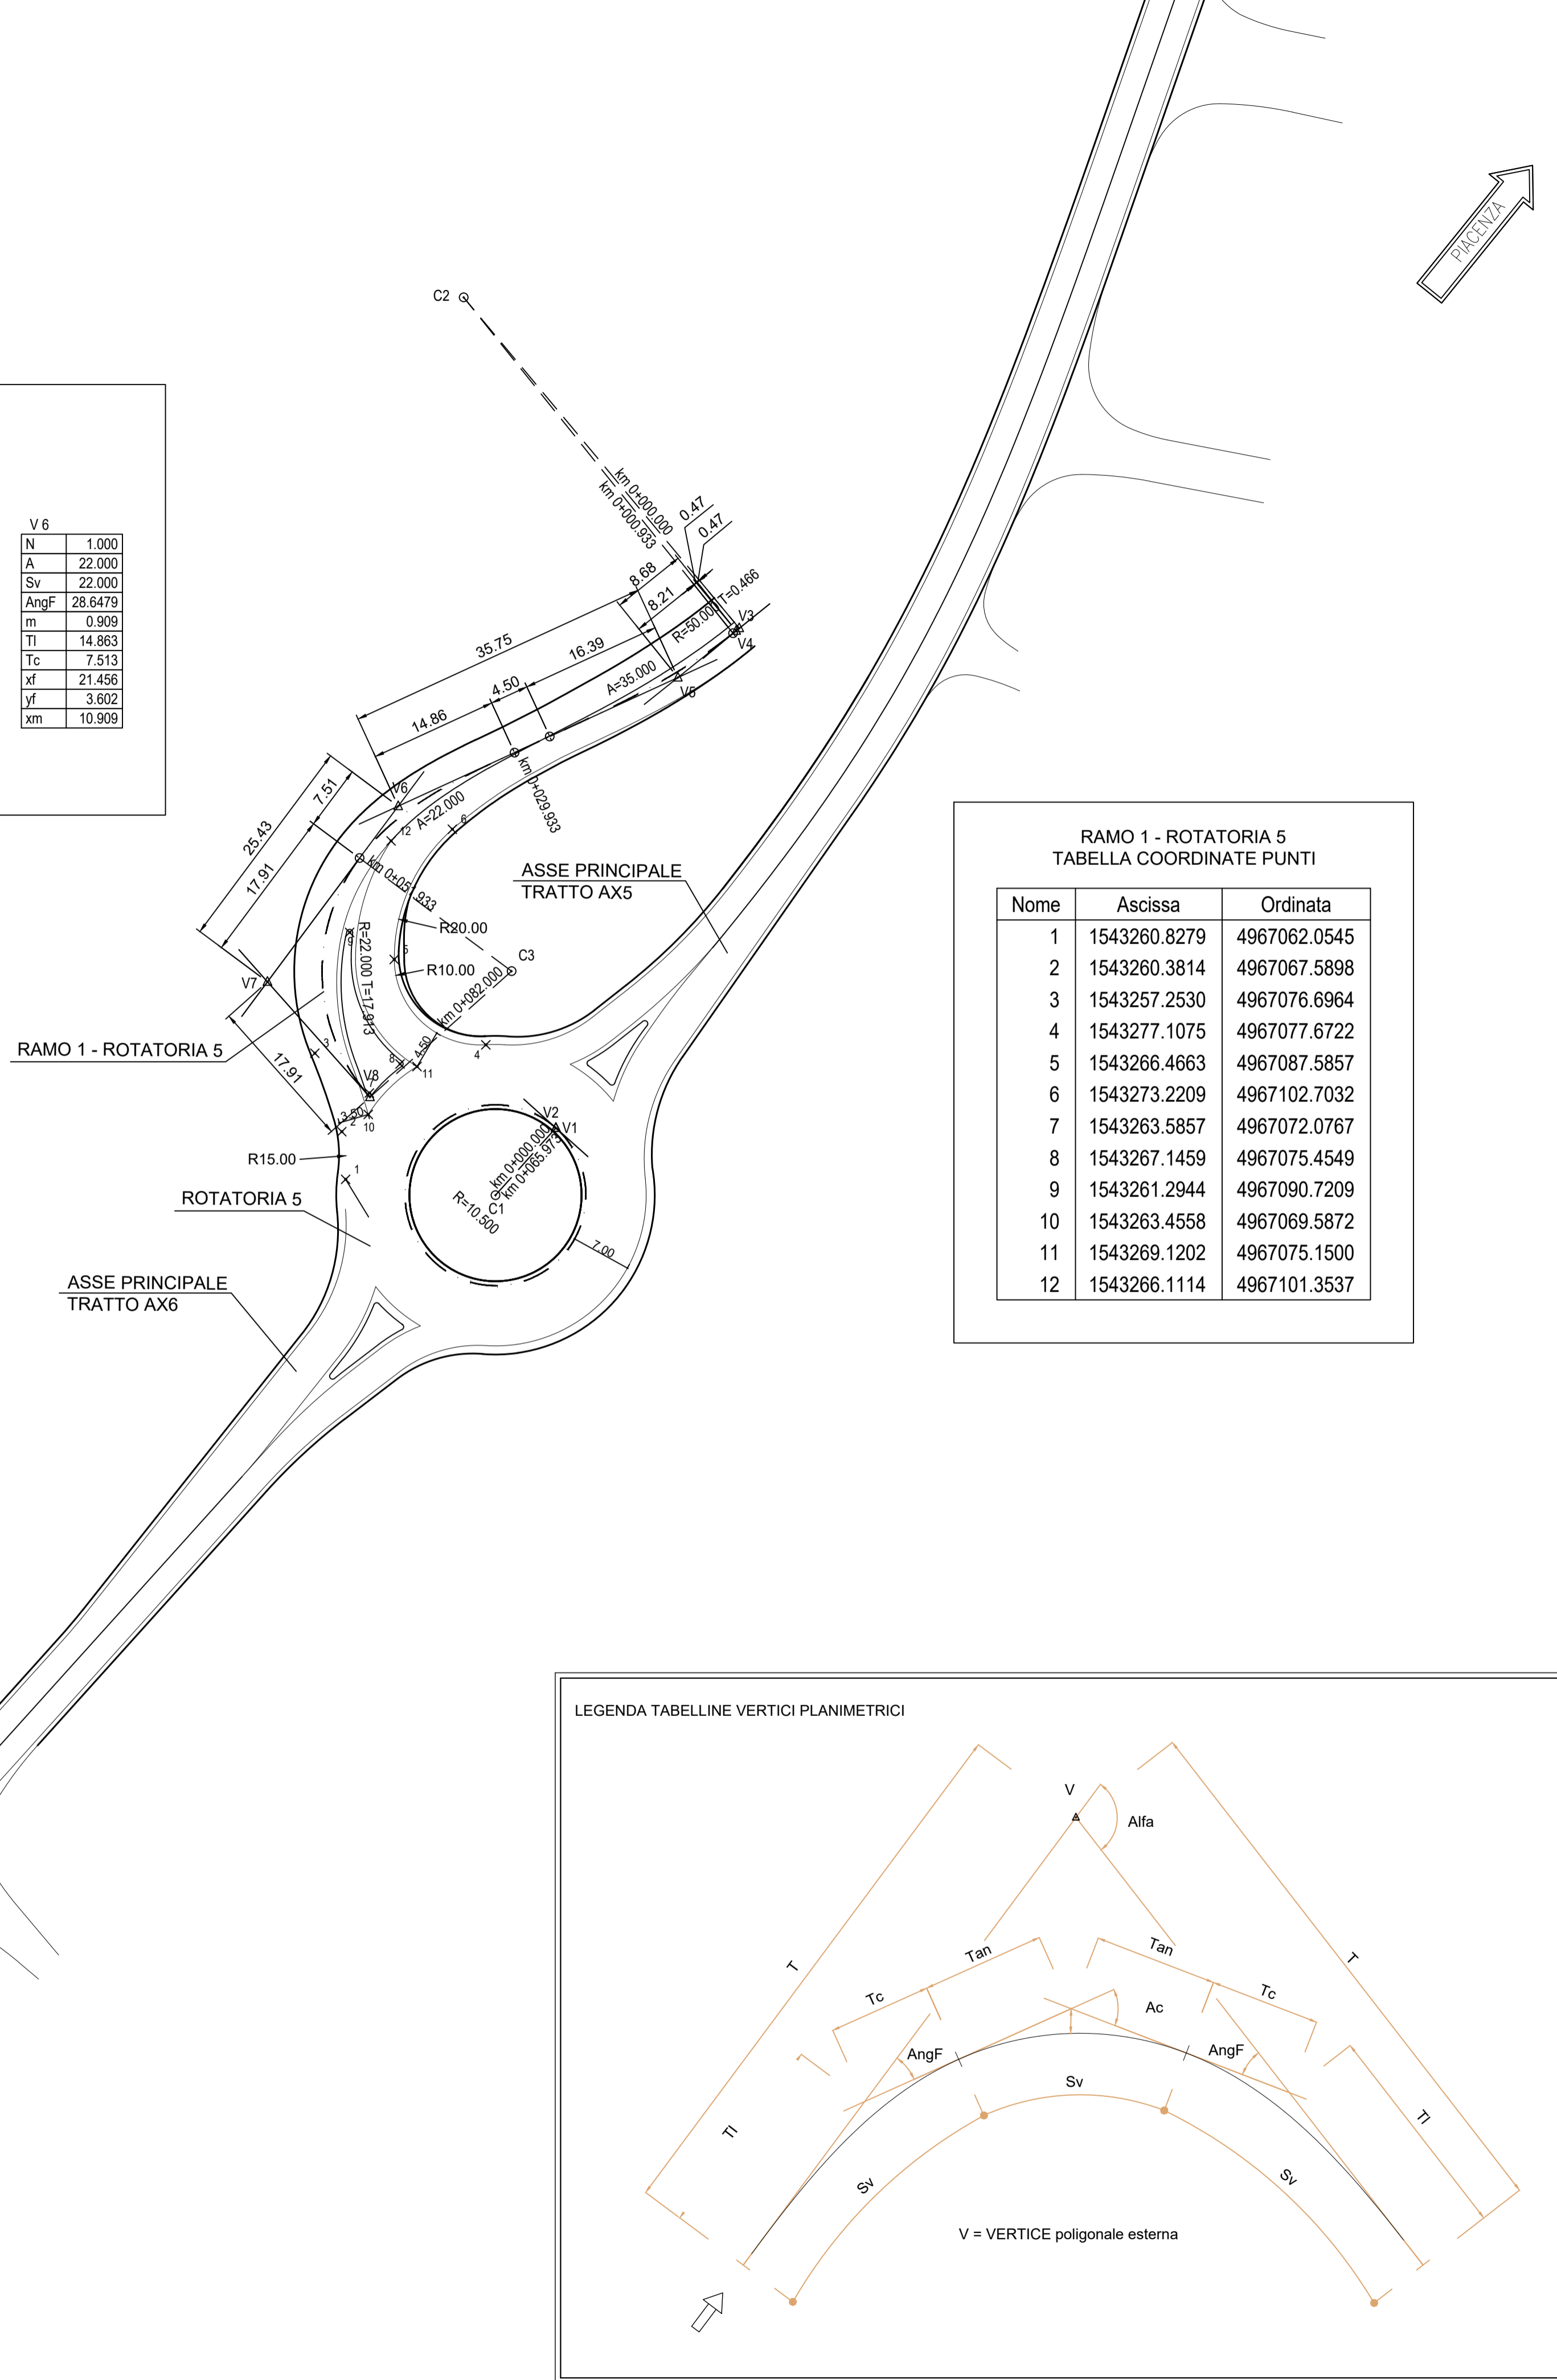 PIACENZA
C2
km 0+000.000
km 0+000.933
0.47
0.47
8.68
8.21
R=50.000 T=0.466
V3
V4
35.75
16.39
A=35.000
V5
4.50
14.86
km 0+029.933
V6
A=22.000
12
6
7.51
25.43
17.91
km 0+051.933
ASSE PRINCIPALE
TRATTO AX5
R20.00
9
5
R=22.000 T=17.913
R10.00
C3
V7
km 0+082.000
RAMO 1 - ROTATORIA 5
3
4.50
8
11
4
17.91
V8
7
3.50
2
10
V2
V1
R15.00
1
km 0+000.000
km 0+065.973
C1
R=10.500
ROTATORIA 5
7.00
ASSE PRINCIPALE
TRATTO AX6
V 6
N 1.000
A 22.000
Sv 22.000
AngF 28.6479
m 0.909
Tl 14.863
Tc 7.513
xf 21.456
yf 3.602
xm 10.909
RAMO 1 - ROTATORIA 5
TABELLA COORDINATE PUNTI
Nome Ascissa Ordinata
1 1543260.8279 4967062.0545
2 1543260.3814 4967067.5898
3 1543257.2530 4967076.6964
4 1543277.1075 4967077.6722
5 1543266.4663 4967087.5857
6 1543273.2209 4967102.7032
7 1543263.5857 4967072.0767
8 1543267.1459 4967075.4549
9 1543261.2944 4967090.7209
10 1543263.4558 4967069.5872
11 1543269.1202 4967075.1500
12 1543266.1114 4967101.3537
LEGENDA TABELLINE VERTICI PLANIMETRICI
V
Alfa
T
Tan
Tan
T
Tc
Tc
Ac
AngF
AngF
Sv
Tl
Tl
Sv
Sv
V = VERTICE poligonale esterna